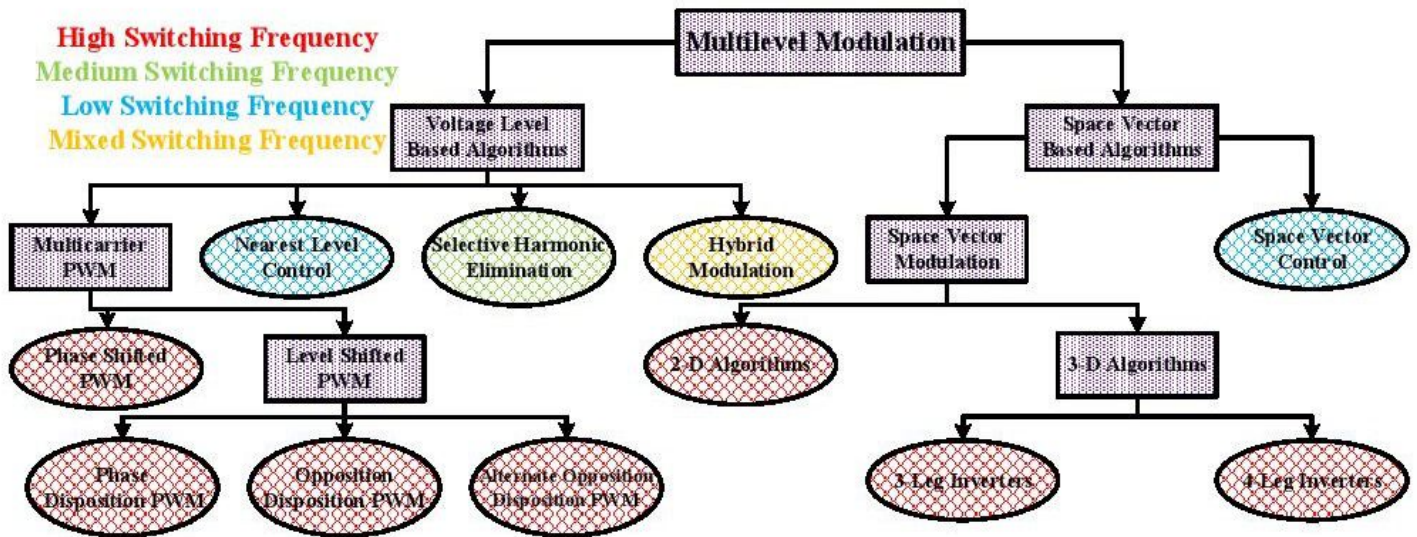 High Switching Frequency
Medium Switching Frequency
Low Switching Frequency
Mixed Switching Frequency
Multilevel Modulation
Voltage Level
Based Algorithms
Space Vector
Based Algorithms
Multicarrier
PWM
Nearest Level
Control
Selective Harmonic
Elimination
Hybrid
Modulation
Space Vector
Modulation
Space Vector
Control
Phase Shifted
PWM
Level Shifted
PWM
2-D Algorithms
3-D Algorithms
Phase
Disposition PWM
Opposition
Disposition PWM
Alternate Opposition
Disposition PWM
3-Leg Inverters
4-Leg Inverters